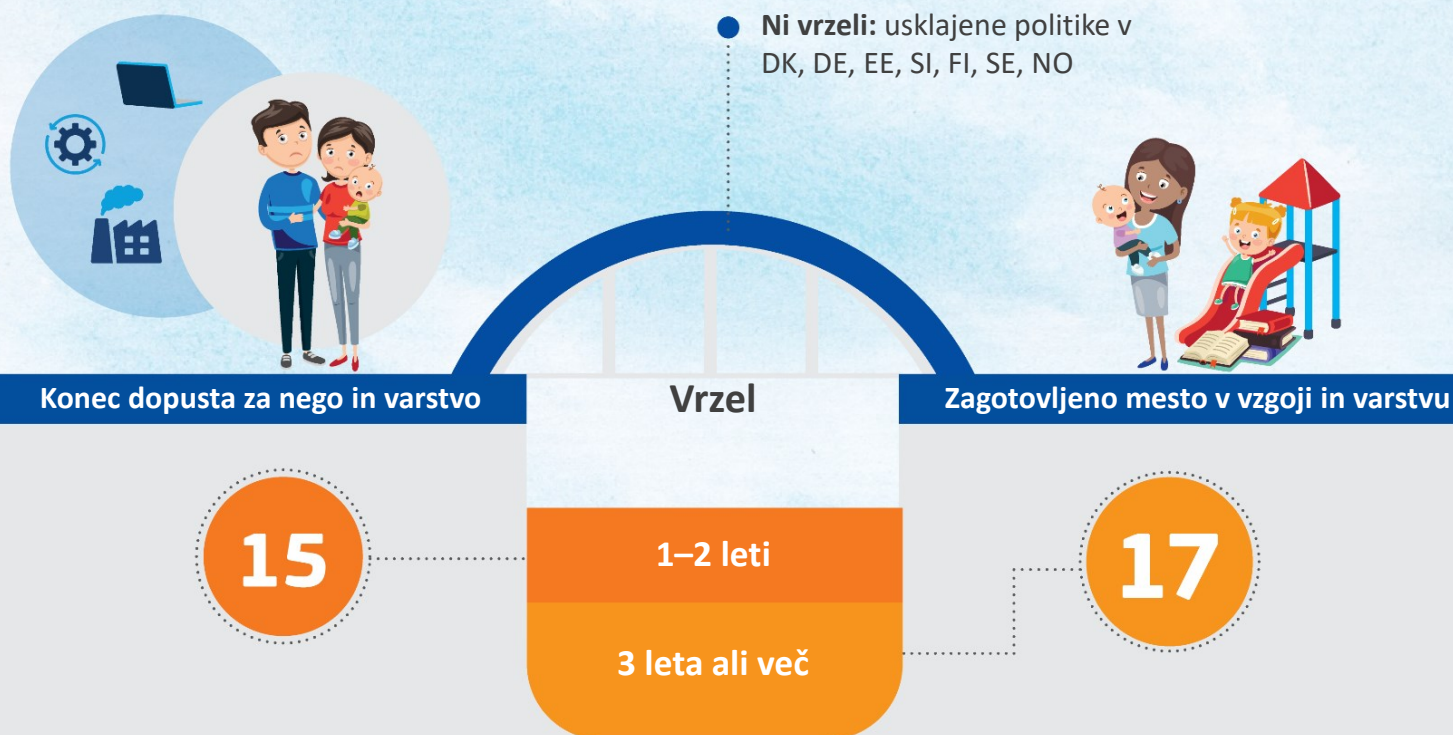 Ni vrzeli: usklajene politike v
DK, DE, EE, SI, FI, SE, NO
Konec dopusta za nego in varstvo
Vrzel
Zagotovljeno mesto v vzgoji in varstvu
15
1–2 leti
17
3 leta ali več